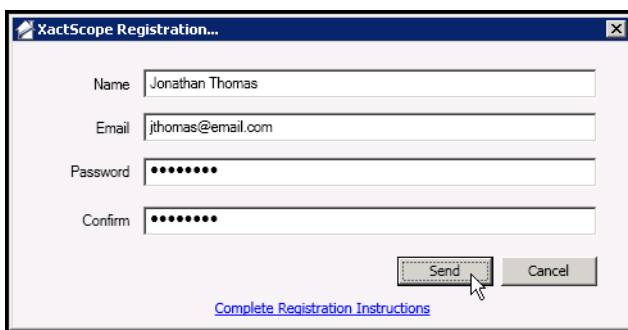 XactScope Registration...
Name Jonathan Thomas
Email jthomas@email.com
Password ●●●●●●●●
Confirm ●●●●●●●●
Send Cancel
Complete Registration Instructions